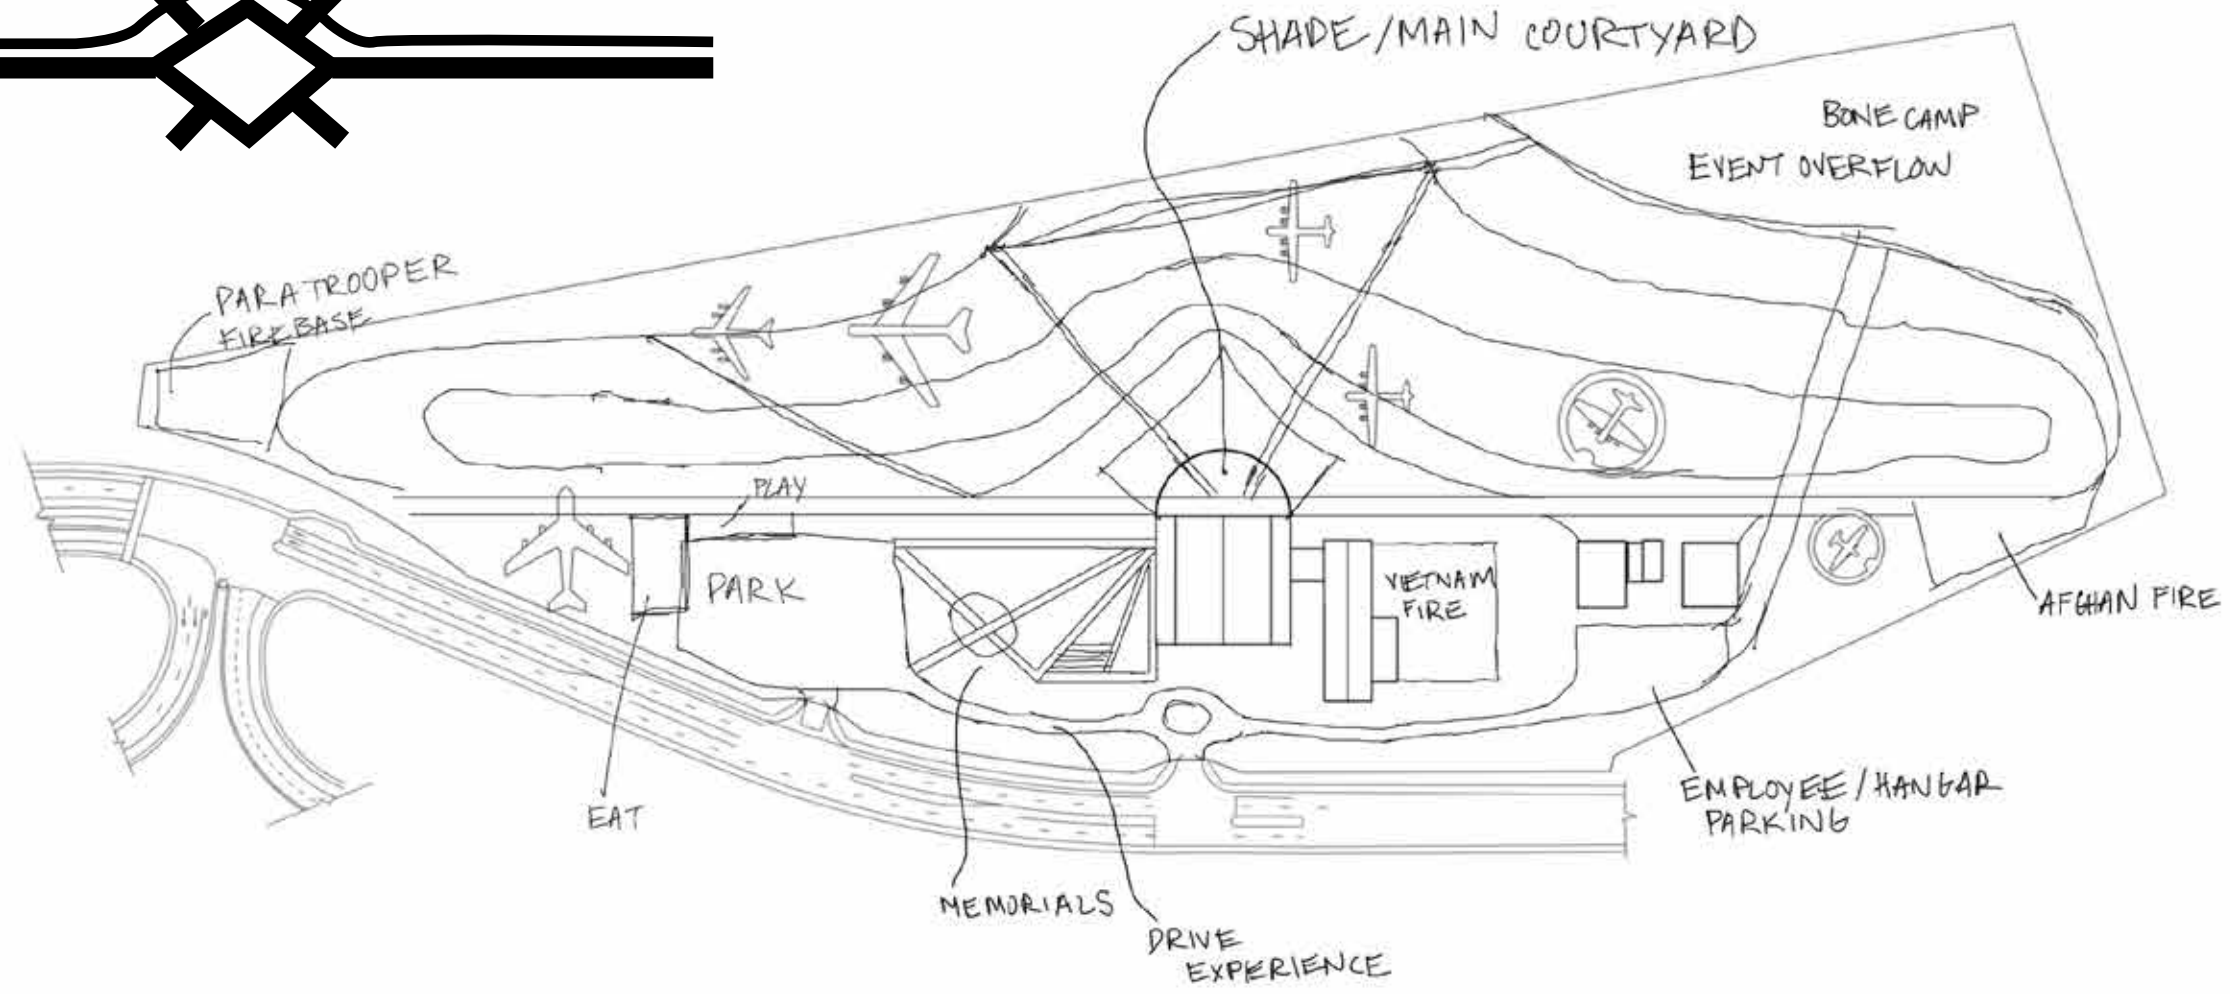 SHADE/MAIN COURTYARD
BONE CAMP
EVENT OVERFLOW
PARATROOPER
FIREBASE
PLAY
PARK
VIETNAM
FIRE
AFGHAN FIRE
EAT
EMPLOYEE/HANGAR
PARKING
MEMORIALS
DRIVE
EXPERIENCE